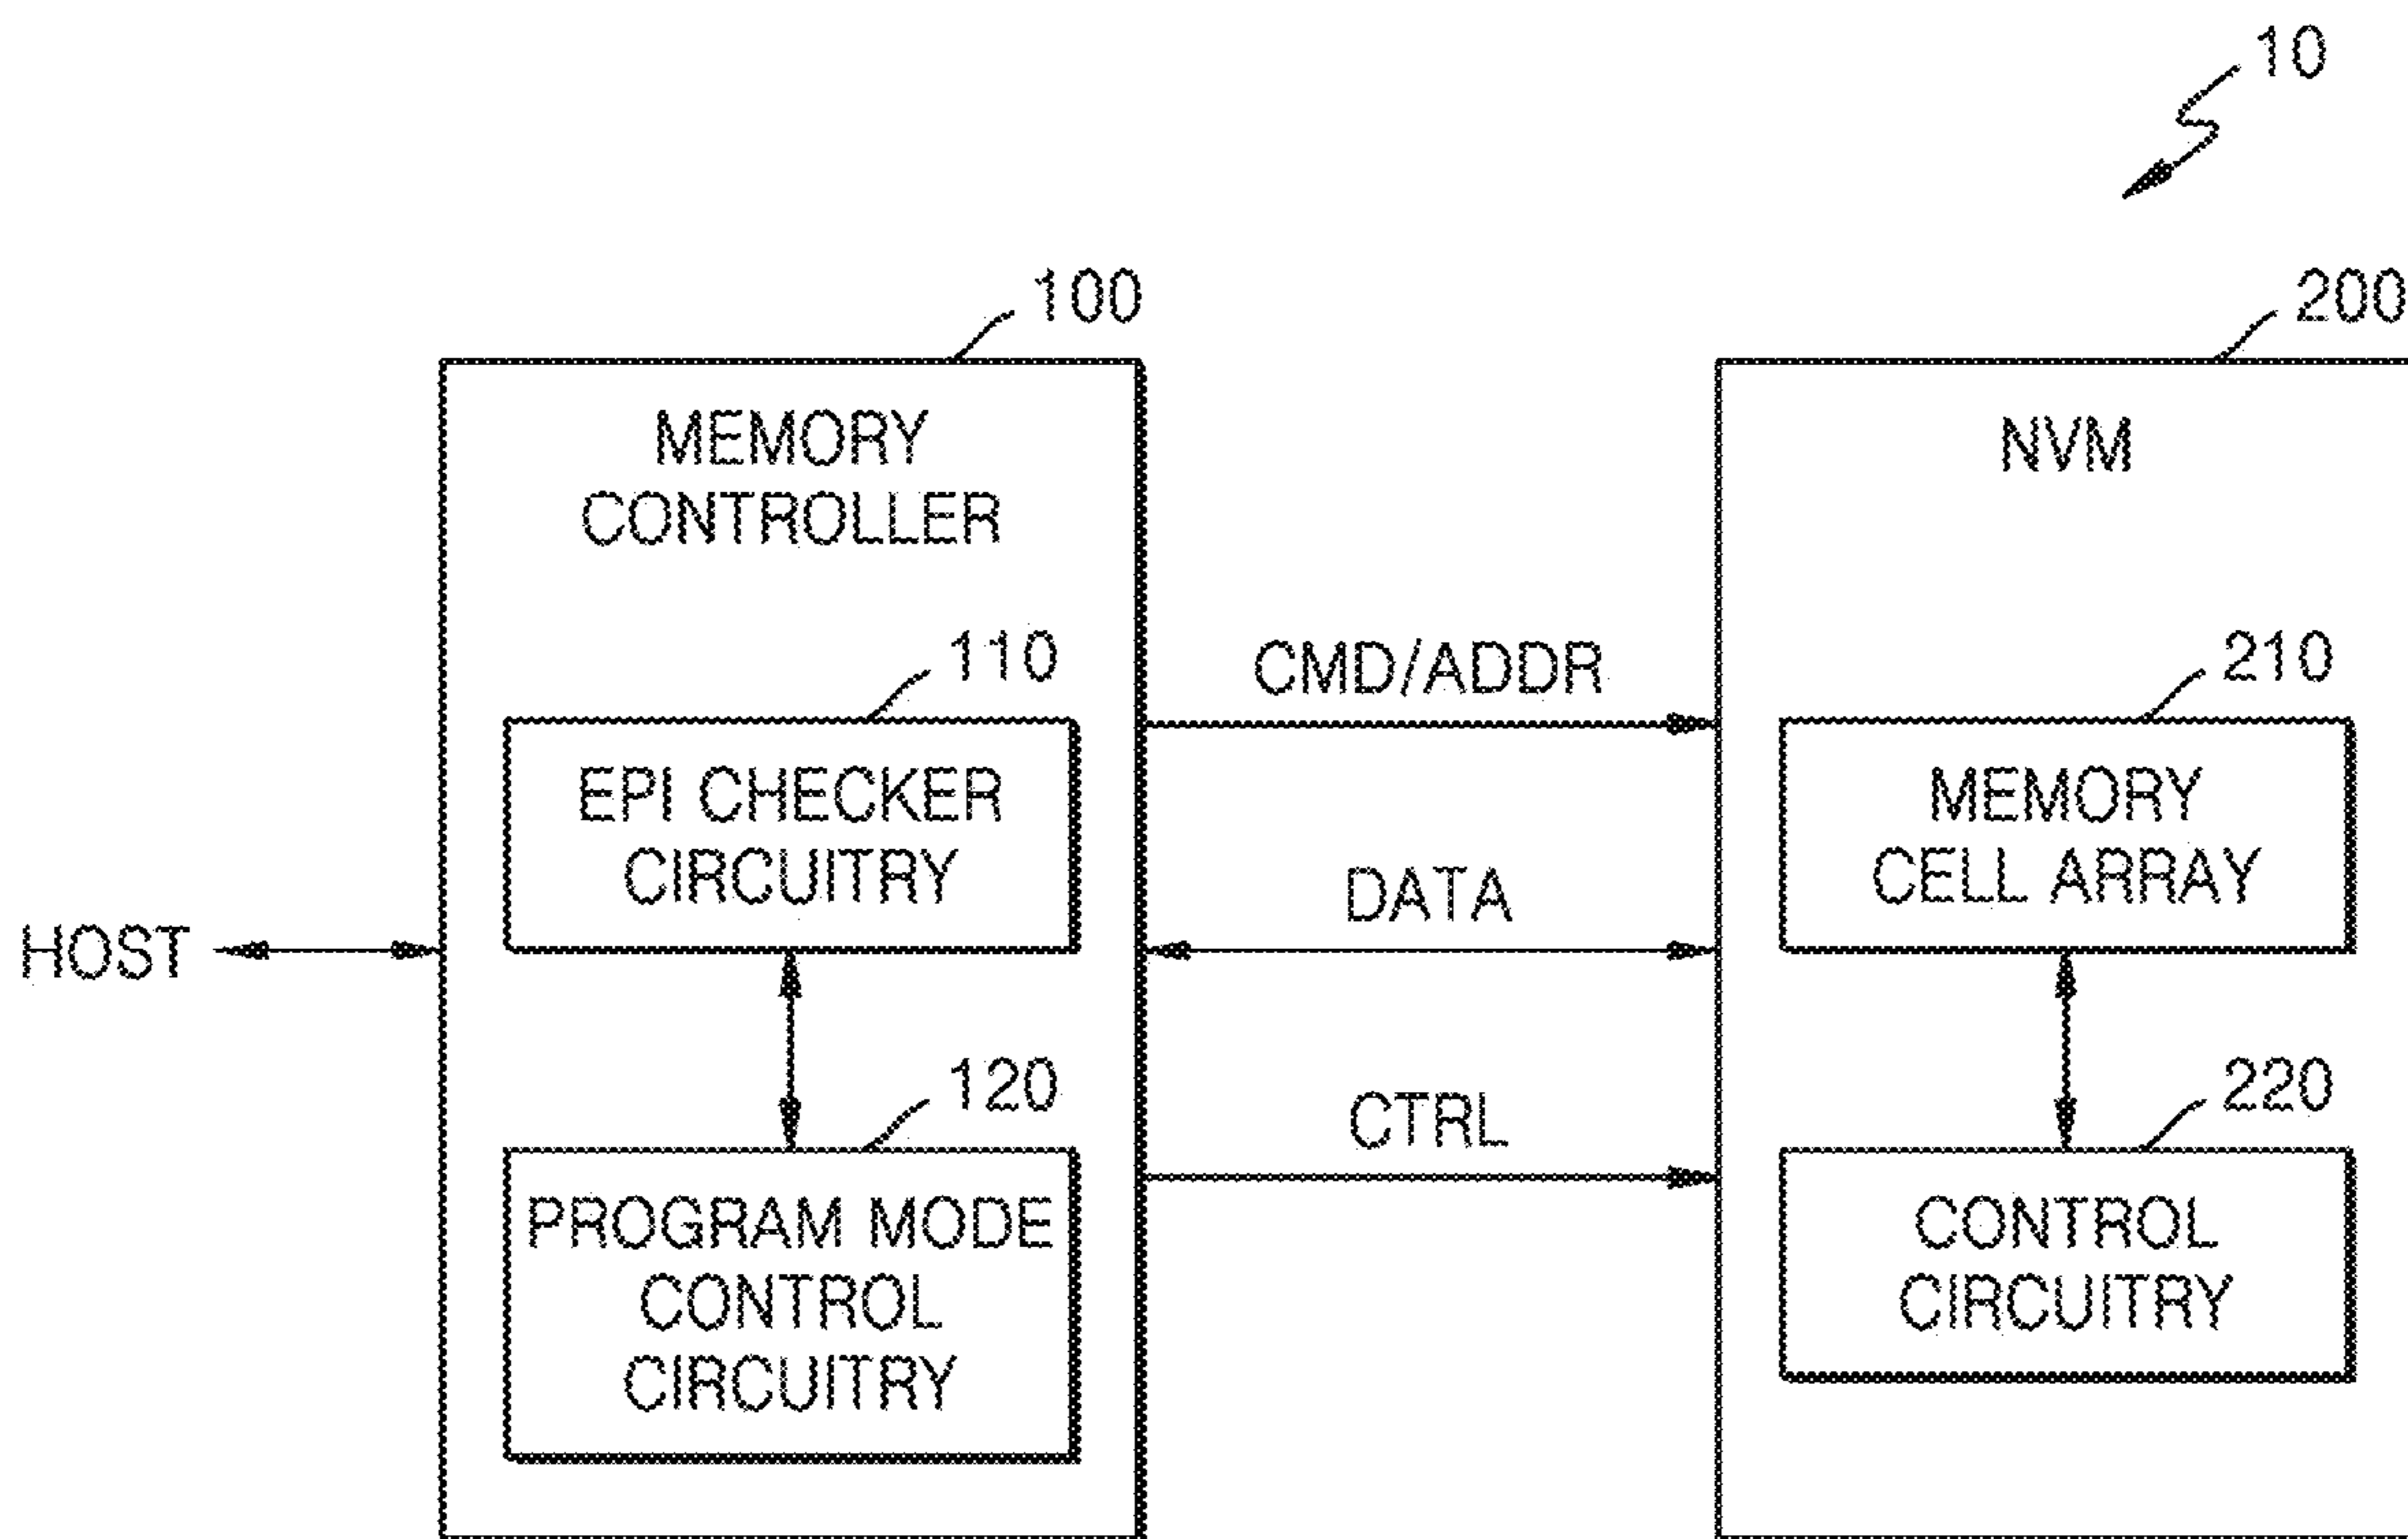 10
100
200
MEMORY
CONTROLLER
NVM
110
CMD/ADDR
210
EPI CHECKER
CIRCUITRY
MEMORY
CELL ARRAY
DATA
HOST
120
CTRL
220
PROGRAM MODE
CONTROL
CIRCUITRY
CONTROL
CIRCUITRY